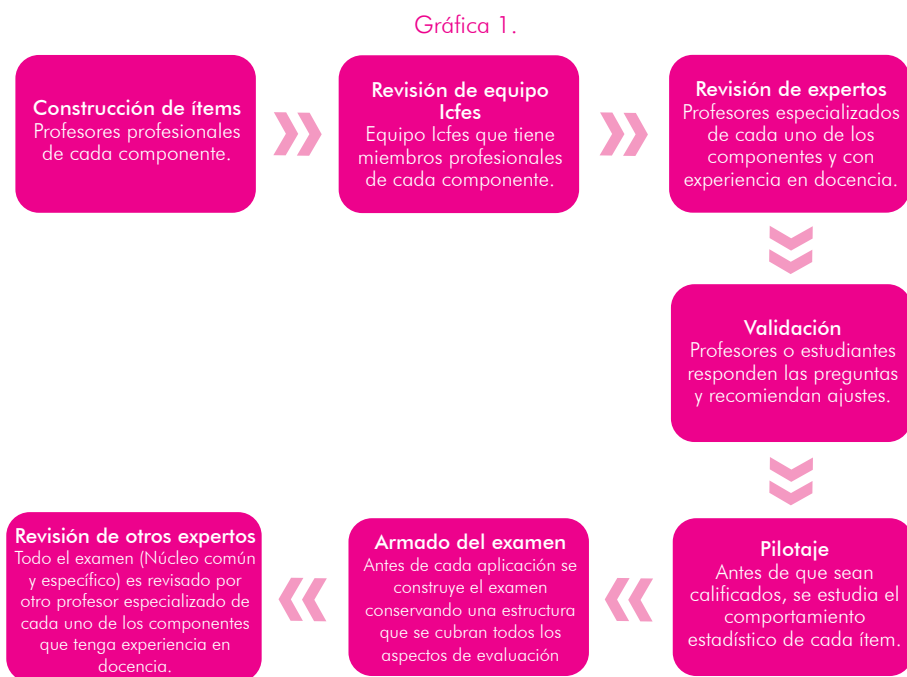 Gráfica 1.
Construcción de ítems
Profesores profesionales
de cada componente.
Revisión de equipo
Icfes
Equipo Icfes que tiene
miembros profesionales
de cada componente.
Revisión de expertos
Profesores especializados
de cada uno de los
componentes y con
experiencia en docencia.
Validación
Profesores o estudiantes
responden las preguntas
y recomiendan ajustes.
Pilotaje
Antes de que sean
calificados, se estudia el
comportamiento
estadístico de cada ítem.
Armado del examen
Antes de cada aplicación se
construye el examen
conservando una estructura
que se cubran todos los
aspectos de evaluación
Revisión de otros expertos
Todo el examen (Núcleo común
y específico) es revisado por
otro profesor especializado de
cada uno de los componentes
que tenga experiencia en
docencia.